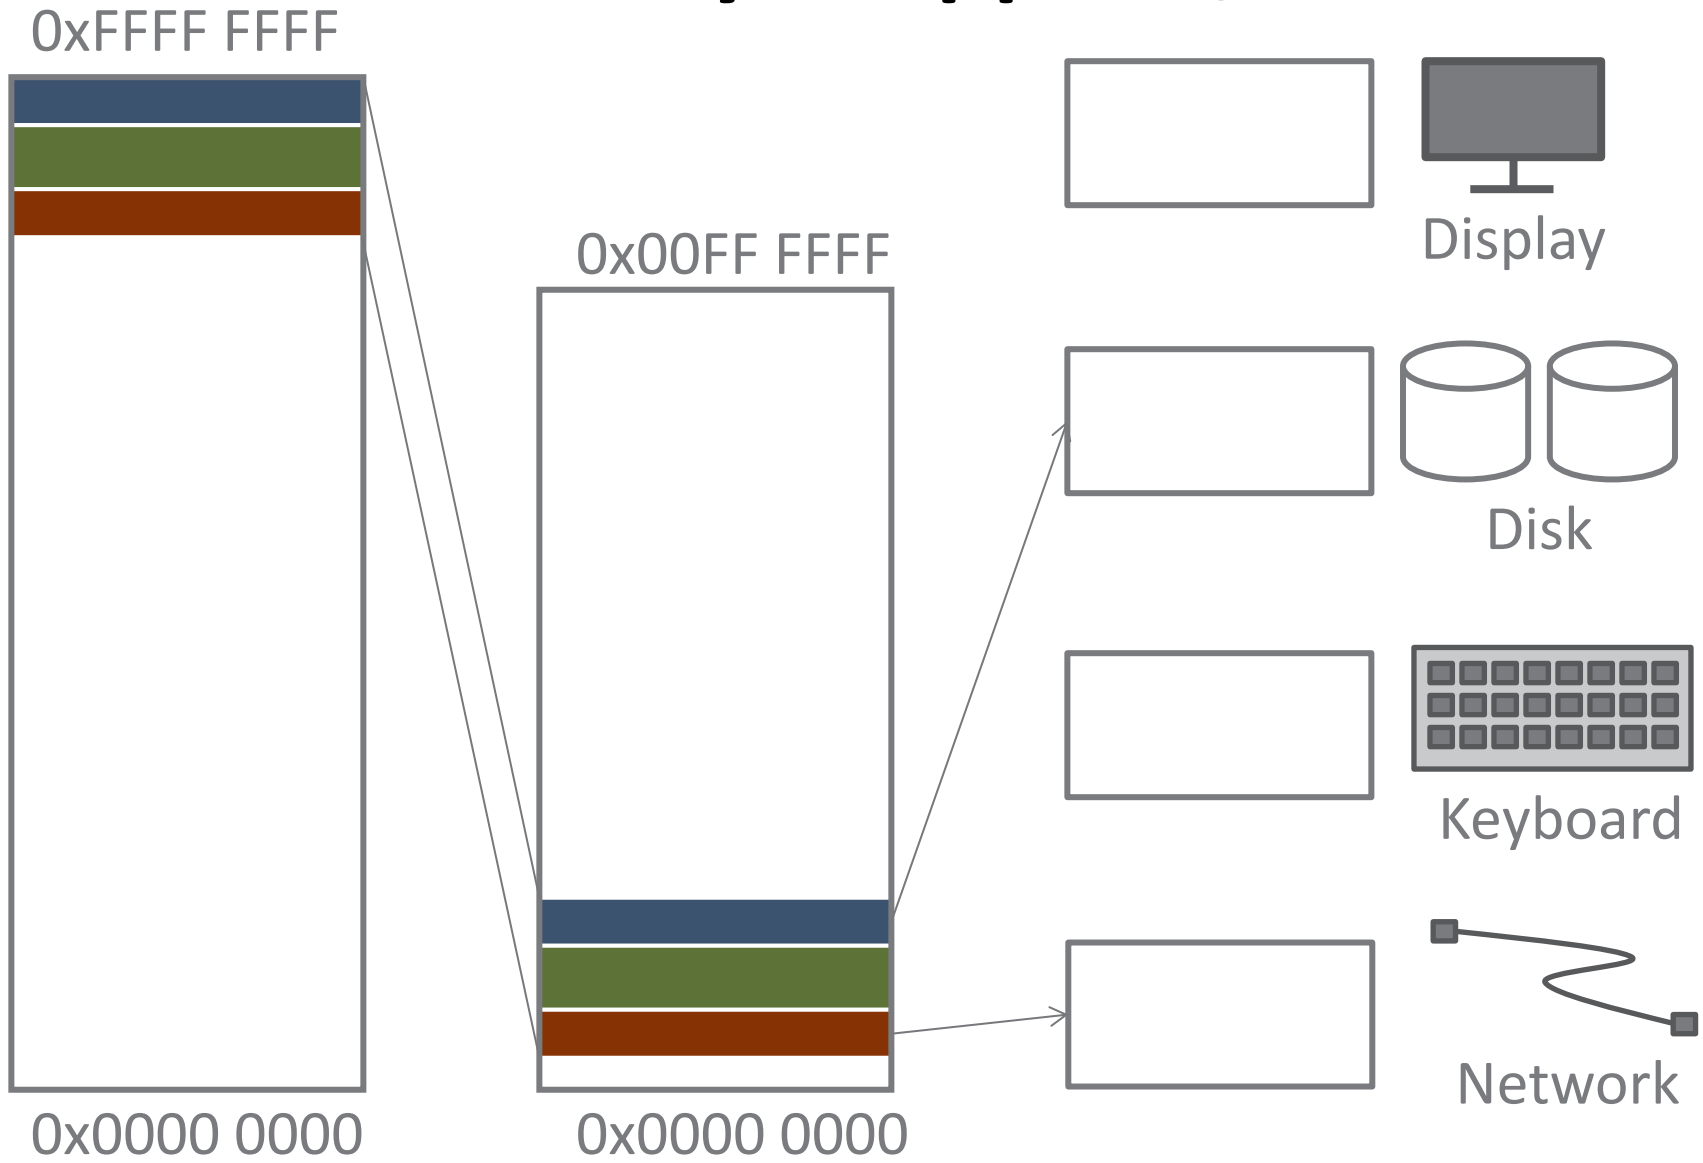 0xFFFF FFFF
0x00FF FFFF
0x0000 0000
0x0000 0000
Display
Disk
Keyboard
Network